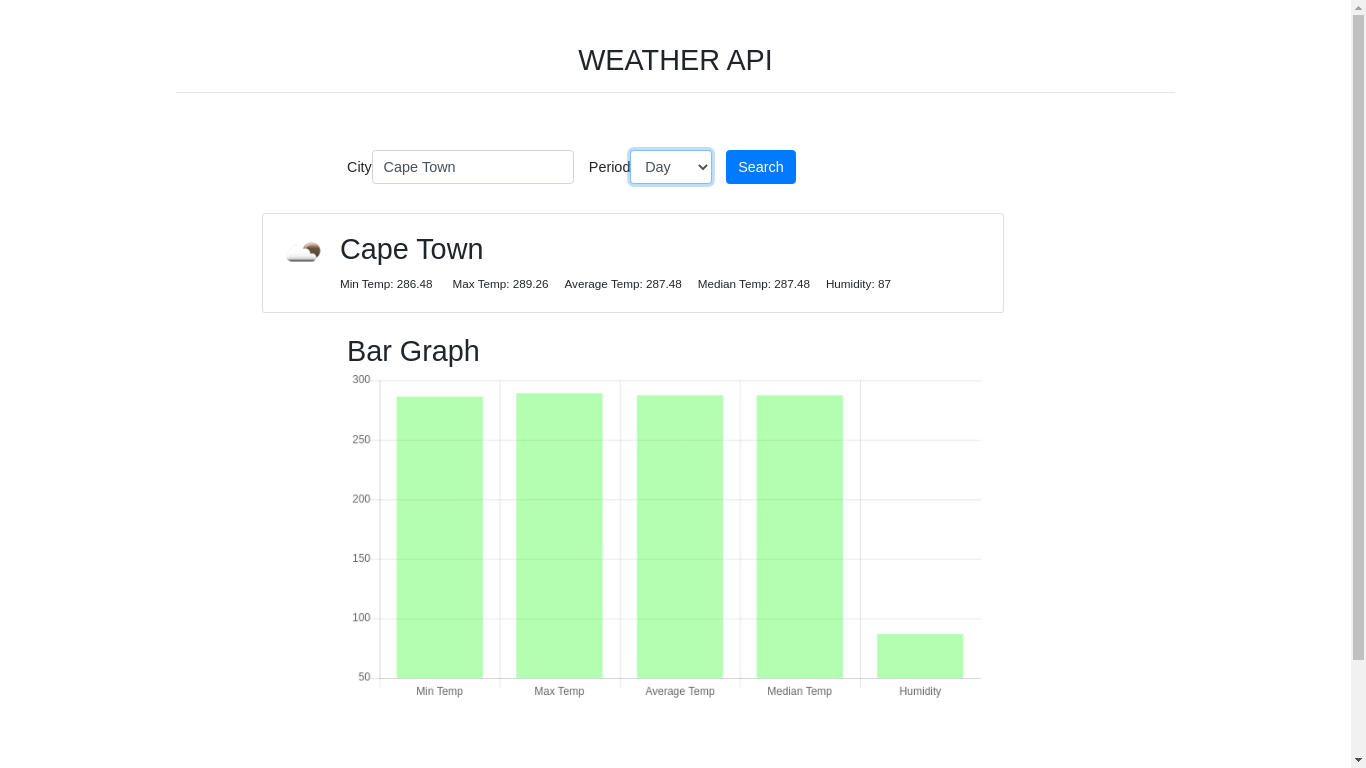 WEATHER API
City Cape Town Period Day Search
Cape Town
Min Temp: 286.48 Max Temp: 289.26 Average Temp: 287.48 Median Temp: 287.48 Humidity: 87
Bar Graph
300
250
200
150
100
50
Min Temp Max Temp Average Temp Median Temp Humidity